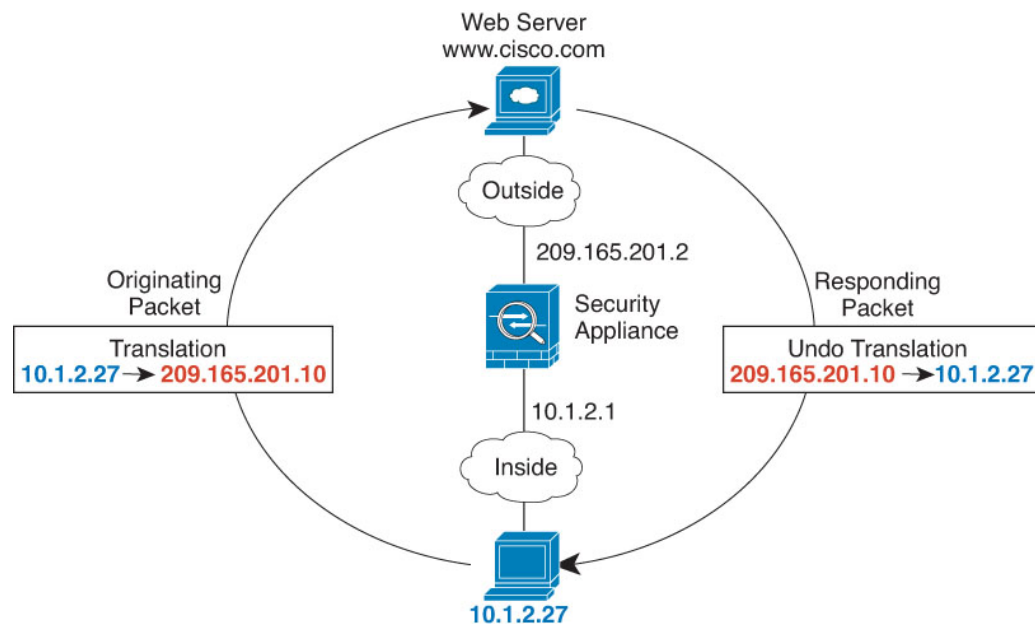 Web Server
www.cisco.com
Outside
209.165.201.2
Originating
Packet
Translation
10.1.2.27 → 209.165.201.10
Security
Appliance
Responding
Packet
Undo Translation
209.165.201.10 → 10.1.2.27
10.1.2.1
Inside
10.1.2.27